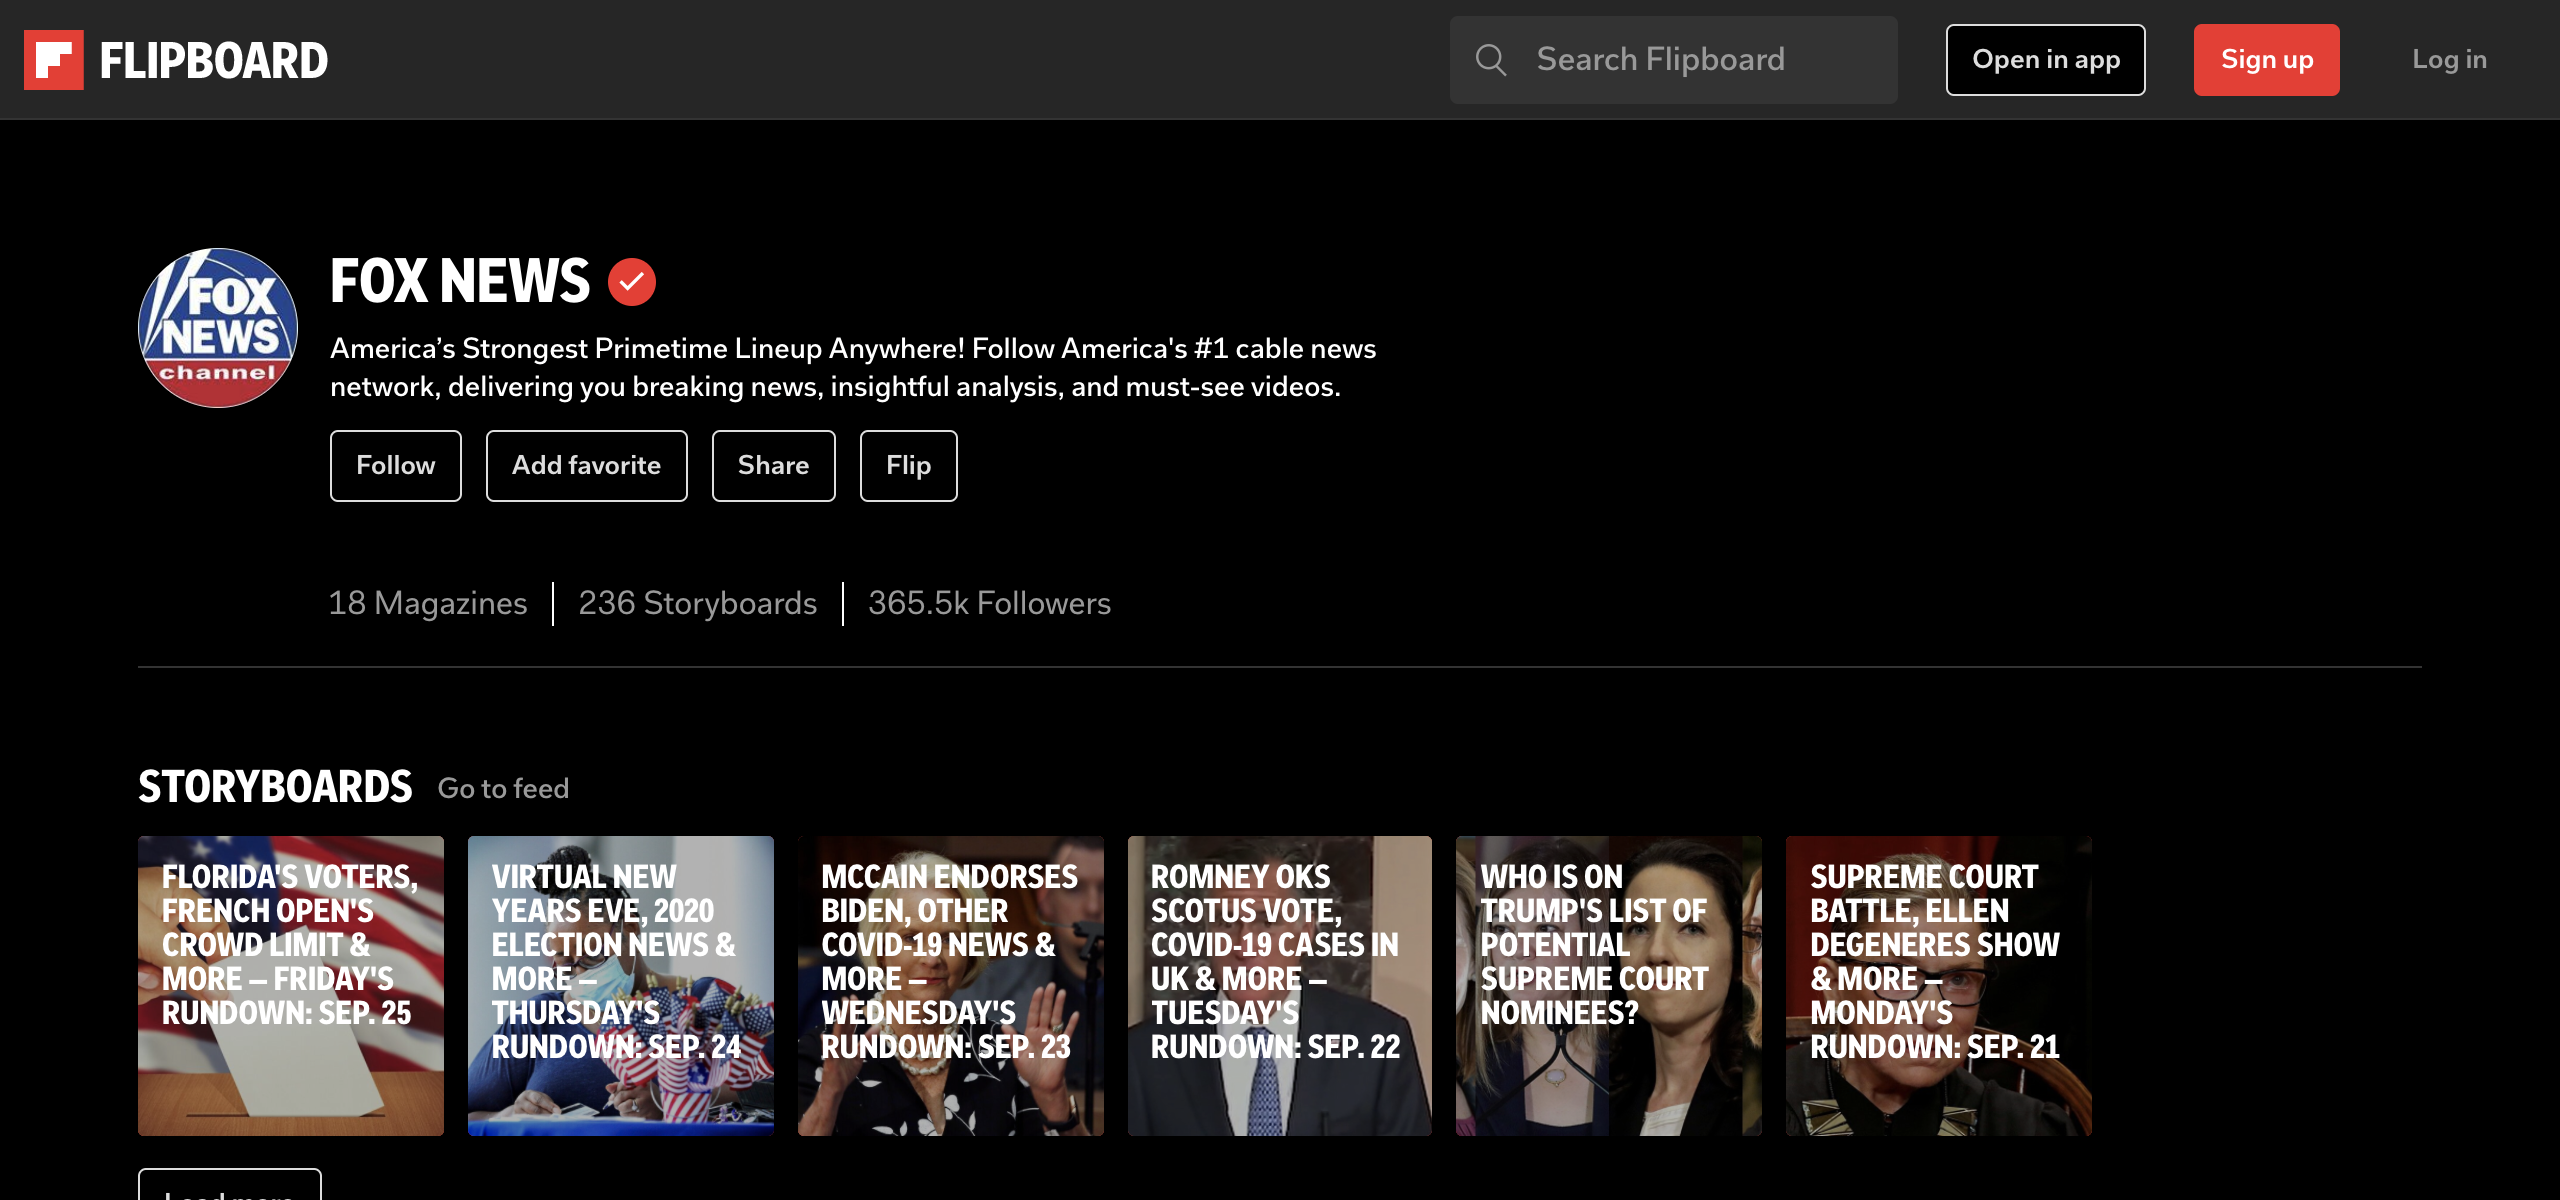 FLIPBOARD
Search Flipboard
Open in app
Sign up
Log in
FOX NEWS
channel
FOX NEWS
America’s Strongest Primetime Lineup Anywhere! Follow America's #1 cable news
network, delivering you breaking news, insightful analysis, and must-see videos.
Follow
Add favorite
Share
Flip
18 Magazines
236 Storyboards
365.5k Followers
STORYBOARDS
Go to feed
FLORIDA'S VOTERS,
FRENCH OPEN'S
CROWD LIMIT &
MORE – FRIDAY'S
RUNDOWN: SEP. 25
VIRTUAL NEW
YEARS EVE, 2020
ELECTION NEWS &
MORE –
THURSDAY'S
RUNDOWN: SEP. 24
MCCAIN ENDORSES
BIDEN, OTHER
COVID-19 NEWS &
MORE –
WEDNESDAY'S
RUNDOWN: SEP. 23
ROMNEY OKS
SCOTUS VOTE,
COVID-19 CASES IN
UK & MORE –
TUESDAY'S
RUNDOWN: SEP. 22
WHO IS ON
TRUMP'S LIST OF
POTENTIAL
SUPREME COURT
NOMINEES?
SUPREME COURT
BATTLE, ELLEN
DEGENERES SHOW
& MORE –
MONDAY'S
RUNDOWN: SEP. 21
Load more